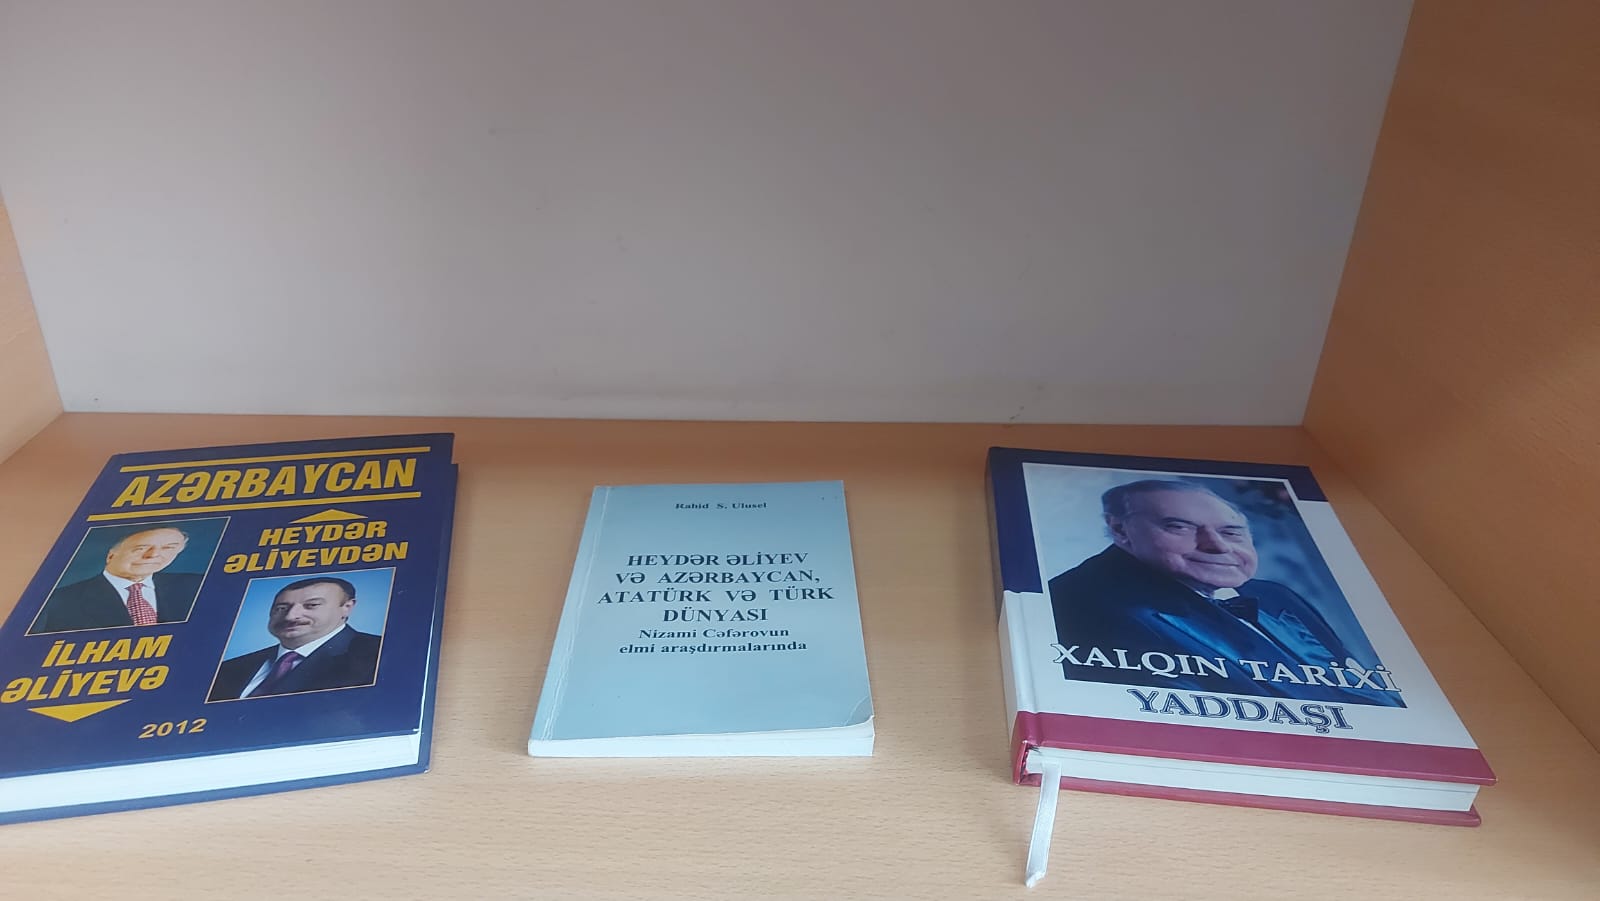 AZƏRBAYCAN
HEYDƏR
ƏLİYEVDƏN
İLHAM
ƏLİYEVƏ
2012
Rahid S. Ulusel
HEYDƏR ƏLİYEV
VƏ AZƏRBAYCAN,
ATATÜRK VƏ TÜRK
DÜNYASI
Nizami Cəfərovun
elmi araşdırmalarında
XALQIN TARİXİ
YADDAŞI